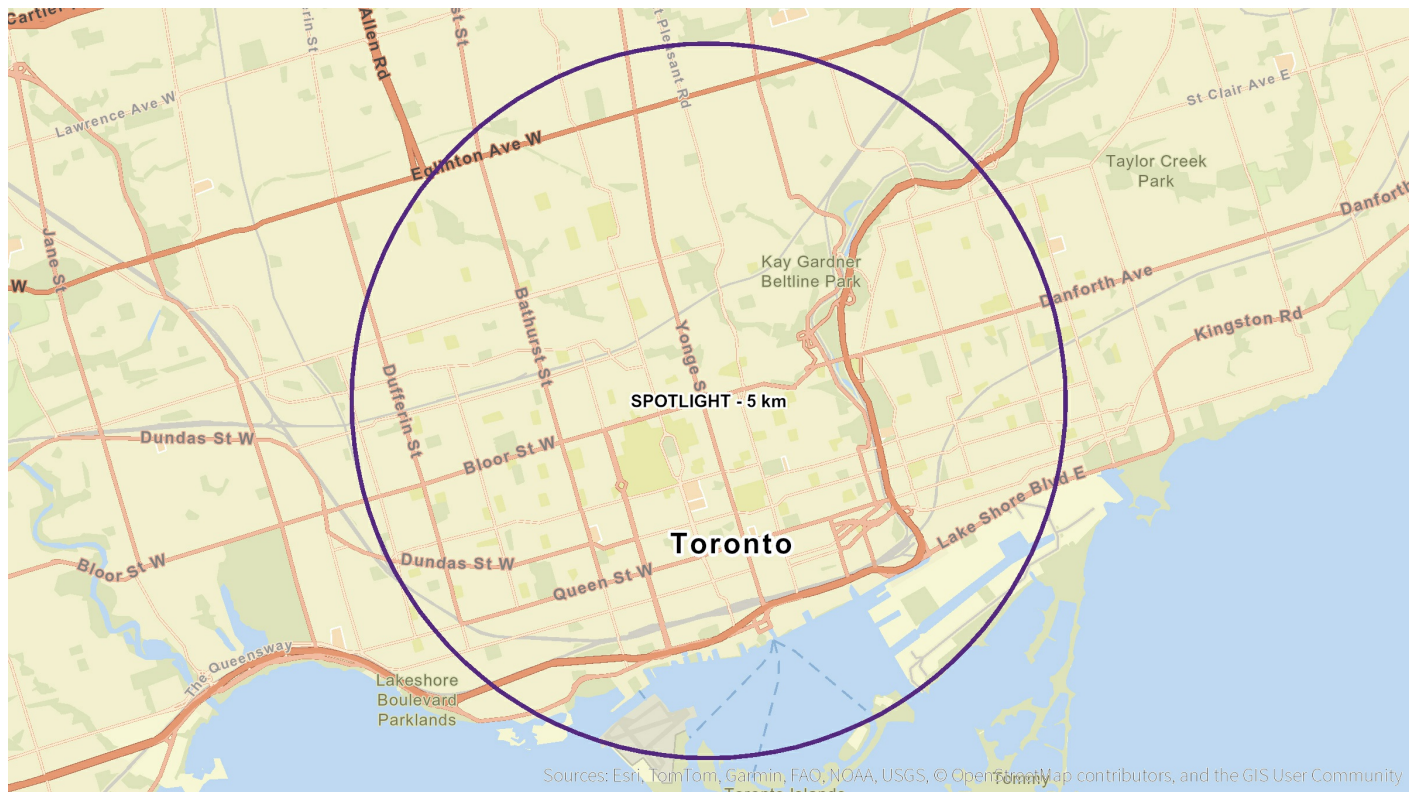 Allen Rd
Lawrence Ave W
St Clair Ave E
Eglinton Ave W
Pleasant Rd
Taylor Creek
Park
Danforth
Jane St
W
Kay Gardner
Beltline Park
Danforth Ave
Bathurst St
Yonge S
Kingston Rd
Dufferin St
SPOTLIGHT - 5 km
Dundas St W
Bloor St W
Lake Shore Blvd E
Toronto
Bloor St W
Dundas St W
Queen St W
The Queensway
Lakeshore
Boulevard
Parklands
Sources: Esri, TomTom, Garmin, FAO, NOAA, USGS, © OpenStreetMap contributors, and the GIS User Community
Tommy
Toronto Islands